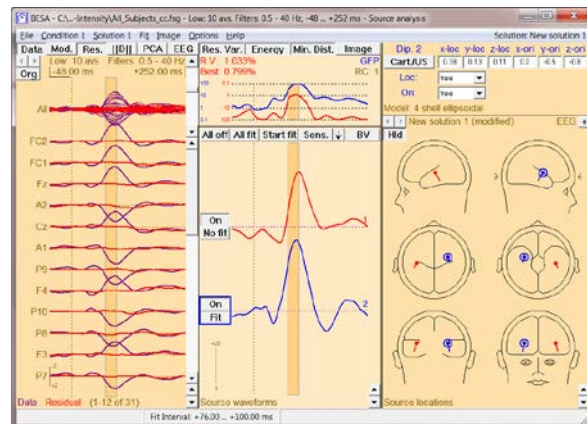 BESA - C:\...-Intensity\All_Subjects_cc.fsg - Low: 10 avs. Filters: 0.5 - 40 Hz, -48 ... +252 ms - Source analysis
File Condition 1 Solution 1 Fit Image Options Help Solution: New solution 1
Data Mod. Res. ||D|| PCA EEG Res. Var. Energy Min. Dist. Image
Dip. 2 x-loc y-loc z-loc x-ori y-ori z-ori
Cart./US 0.38 0.13 0.11 0.2 -0.5 -0.8
Loc: free
Ori: free
Model: 4 shell ellipsoidal
Org
Low 10 avs Filters: 0.5 - 40 Hz
-48.00 ms +252.00 ms
R.V.: 1.033% GFP
Best: 0.799% RC: 1
All off All fit Start fit Sens. BV
New solution 1 (modified) EEG
Hld
All
FC2
FC1
Fz
A2
Cz
A1
P9
F4
P10
P8
F3
P7
On
No fit
1
On
Fit
2
Data Residual (1-12 of 31)
Source waveforms
Source locations
Fit Interval: +76.00 ... +100.00 ms